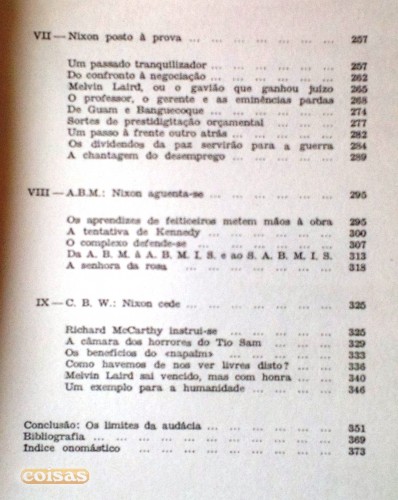 VII — Nixon posto à prova ... ... ... ... ... ... ... 257
Um passado tranquilizador ... ... ... ... ... ... 257
Do confronto à negociação ... ... ... ... ... ... 262
Melvin Laird, ou o gavião que ganhou juízo 265
O professor, o gerente e as eminências pardas 268
De Guam e Banguecoque ... ... ... ... ... ... 274
Sortes de prestidigitação orçamental ... ... ... 277
Um passo à frente outro atrás ... ... ... ... ... 282
Os dividendos da paz servirão para a guerra 284
A chantagem do desemprego ... ... ... ... ... 289
VIII — A.B.M.: Nixon aguenta-se ... ... ... ... ... 295
Os aprendizes de feiticeiros metem mãos à obra 295
A tentativa de Kennedy ... ... ... ... ... ... 300
O complexo defende-se ... ... ... ... ... ... 307
Da A. B. M. à A. B. M. I. S. e ao S. A. B. M. I. S. 313
A senhora da rosa ... ... ... ... ... ... ... 318
IX — C. B. W.: Nixon cede ... ... ... ... ... ... 325
Richard McCarthy instrui-se ... ... ... ... ... 325
A câmara dos horrores do Tio Sam ... ... ... 329
Os benefícios do «napalm» ... ... ... ... ... 333
Como havemos de nos ver livres disto? ... ... 336
Melvin Laird sai vencido, mas com honra ... ... 340
Um exemplo para a humanidade ... ... ... ... 346
Conclusão: Os limites da audácia ... ... ... ... ... 351
Bibliografia ... ... ... ... ... ... ... ... ... 369
Índice onomástico ... ... ... ... ... ... ... ... 373
coisas